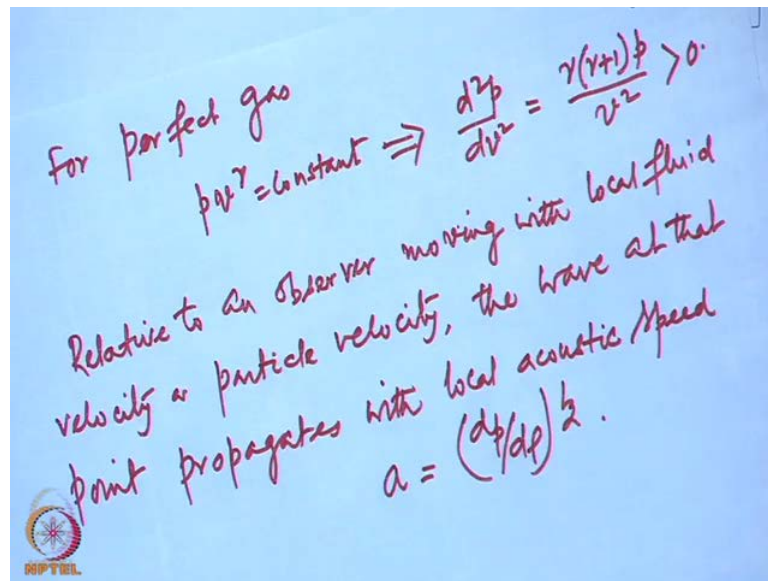 For perfect gas
pv^γ = constant ⇒ d²p/dv² = γ(γ+1)p/v² > 0.
Relative to an observer moving with local fluid
velocity or particle velocity, the wave at that
point propagates with local acoustic speed
a = (dp/dρ)^½.
NPTEL